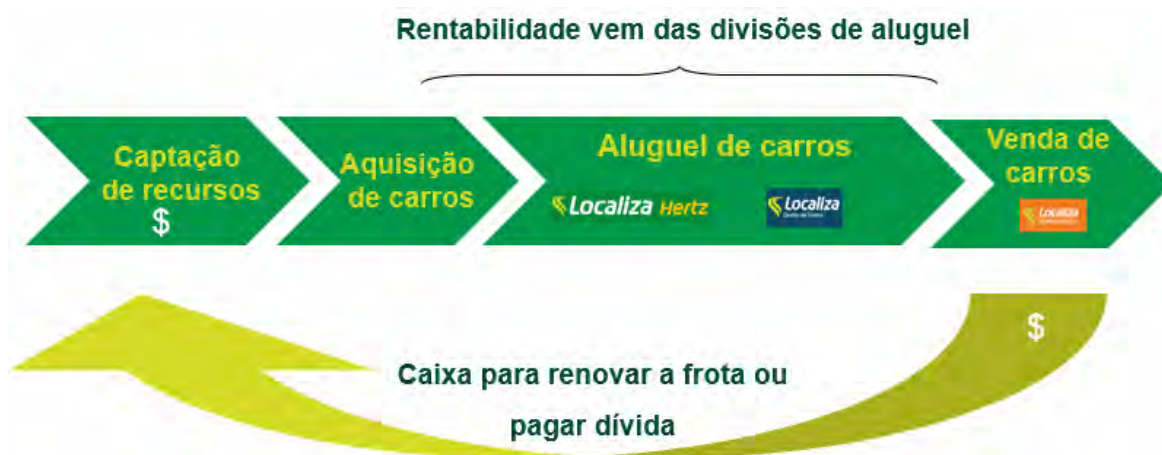 Rentabilidade vem das divisões de aluguel
Captação
de recursos
$
Aquisição
de carros
Aluguel de carros
Localiza Hertz
Localiza
Venda de
carros
Localiza
$
Caixa para renovar a frota ou
pagar dívida